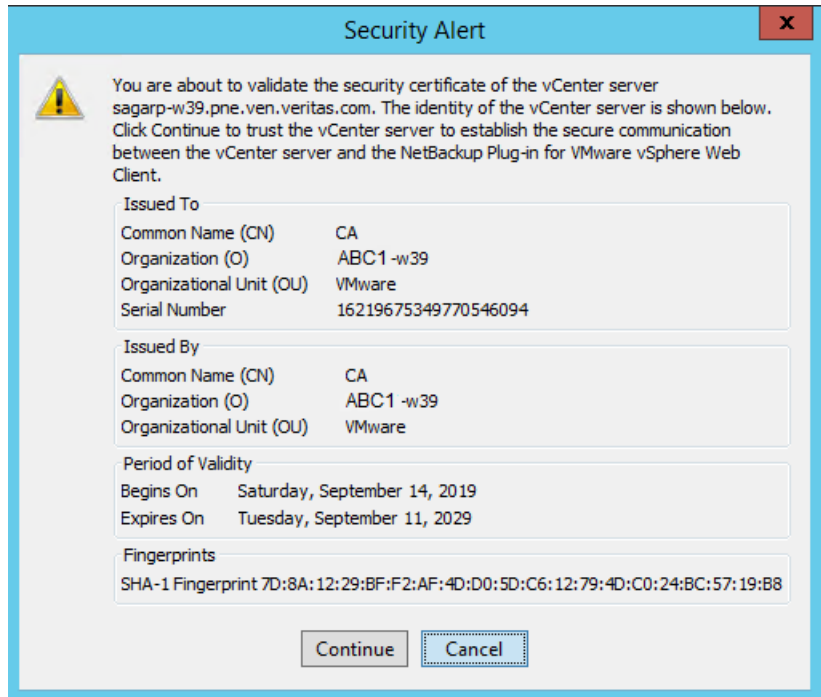 Security Alert
x
You are about to validate the security certificate of the vCenter server
sagarp-w39.pne.ven.veritas.com. The identity of the vCenter server is shown below.
Click Continue to trust the vCenter server to establish the secure communication
between the vCenter server and the NetBackup Plug-in for VMware vSphere Web
Client.
Issued To
Common Name (CN) CA
Organization (O) ABC1 -w39
Organizational Unit (OU) VMware
Serial Number 16219675349770546094
Issued By
Common Name (CN) CA
Organization (O) ABC1 -w39
Organizational Unit (OU) VMware
Period of Validity
Begins On Saturday, September 14, 2019
Expires On Tuesday, September 11, 2029
Fingerprints
SHA-1 Fingerprint 7D:8A:12:29:BF:F2:AF:4D:D0:5D:C6:12:79:4D:C0:24:BC:57:19:B8
Continue Cancel